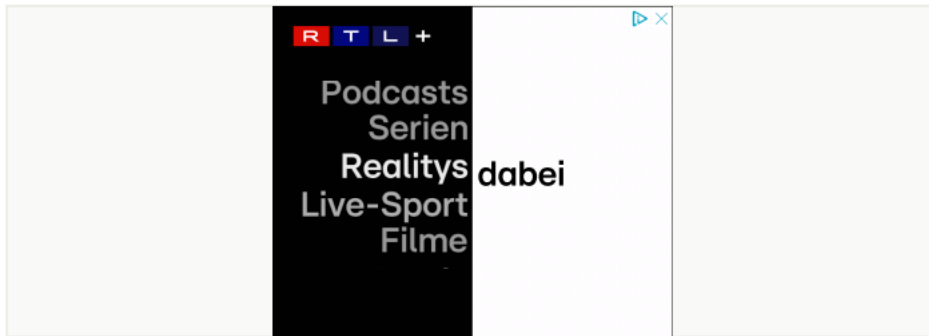 RTL+
Podcasts
Serien
Realitys dabei
Live-Sport
Filme